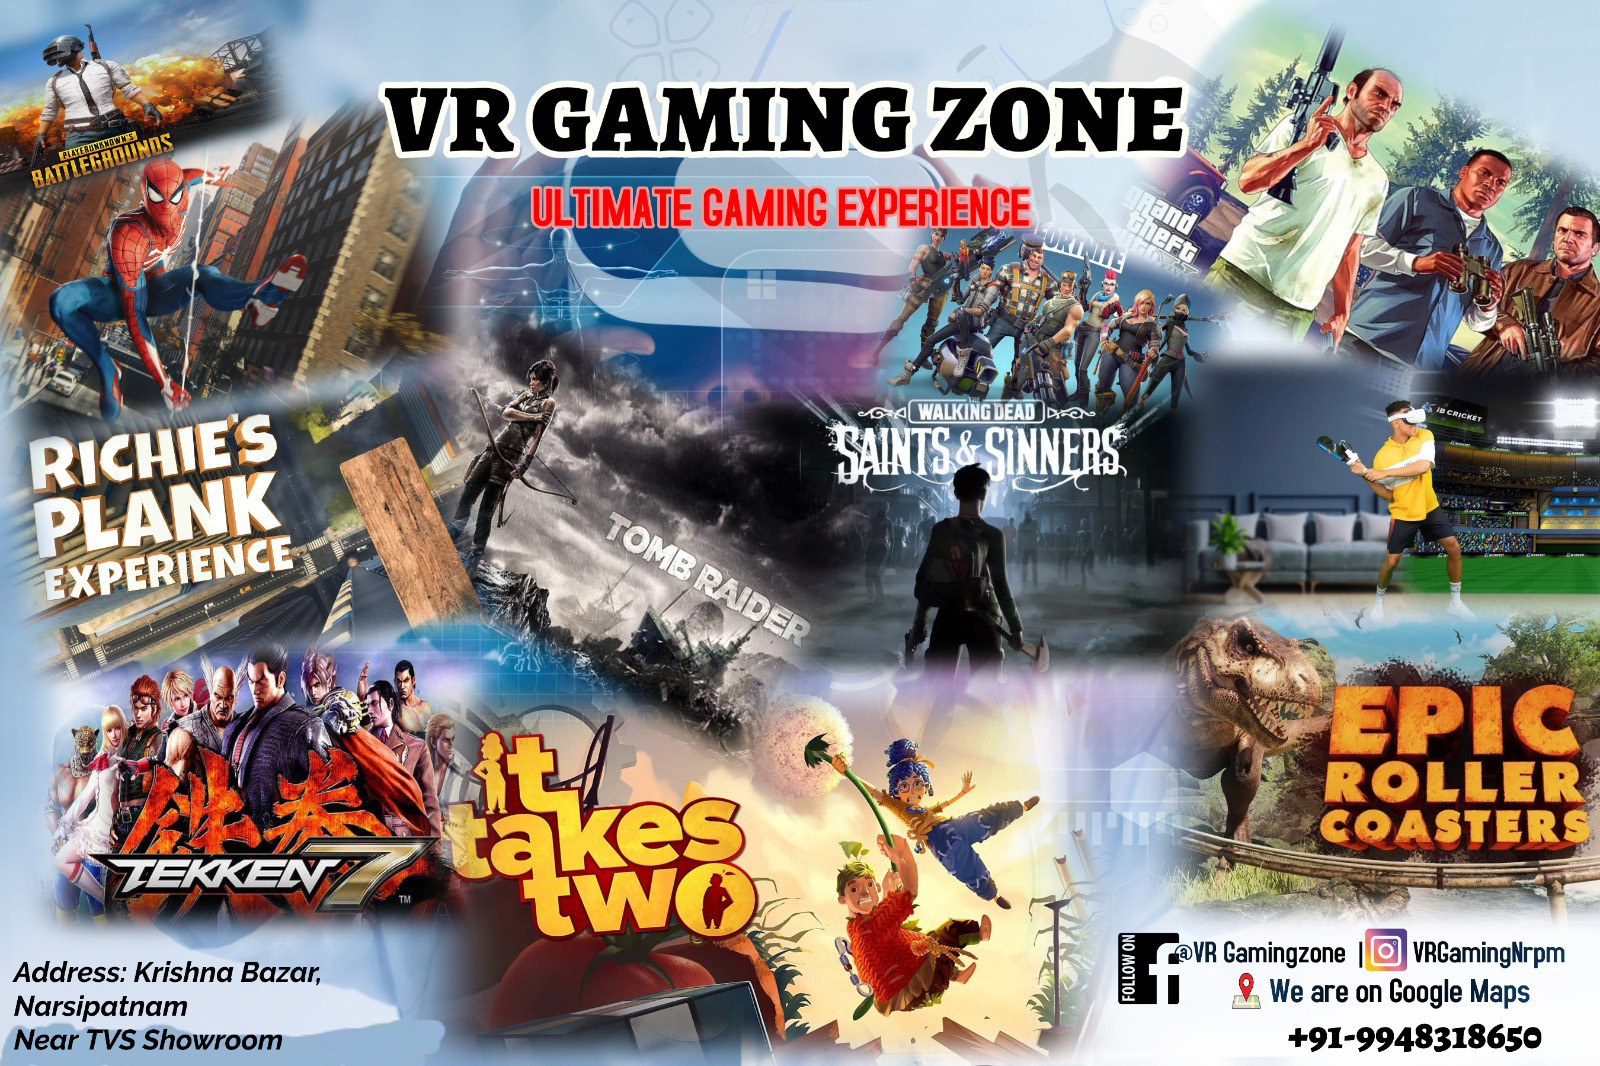 VR GAMING ZONE
ULTIMATE GAMING EXPERIENCE
PLAYERUNKNOWN'S
BATTLEGROUNDS
grand
theft
FORTNITE
RICHIE'S
PLANK
EXPERIENCE
TOMB RAIDER
WALKING DEAD
SAINTS & SINNERS
IB CRICKET
鉄拳
TEKKEN 7
TM
it
takes
two
EPIC
ROLLER
COASTERS
Address: Krishna Bazar,
Narsipatnam
Near TVS Showroom
FOLLOW ON
f @VR Gamingzone | VRGamingNrpm
We are on Google Maps
+91-9948318650